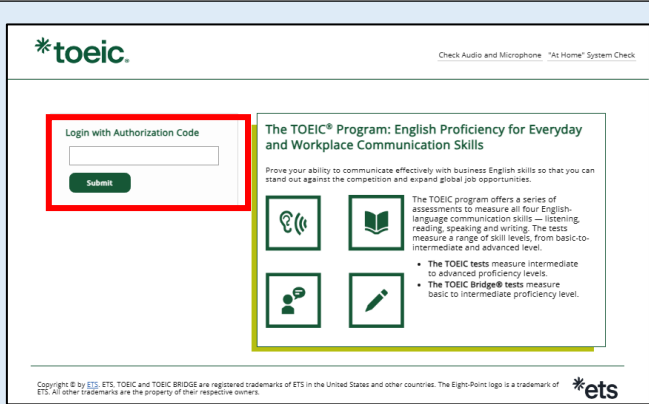 *toeic.
Check Audio and Microphone "At Home" System Check
Login with Authorization Code
Submit
The TOEIC® Program: English Proficiency for Everyday
and Workplace Communication Skills
Prove your ability to communicate effectively with business English skills so that you can
stand out against the competition and expand global job opportunities.
The TOEIC program offers a series of
assessments to measure all four English-
language communication skills — listening,
reading, speaking and writing. The tests
measure a range of skill levels, from basic-to-
intermediate and advanced level.
• The TOEIC tests measure intermediate
to advanced proficiency levels.
• The TOEIC Bridge® tests measure
basic to intermediate proficiency level.
Copyright © by ETS. ETS, TOEIC and TOEIC BRIDGE are registered trademarks of ETS in the United States and other countries. The Eight-Point logo is a trademark of
ETS. All other trademarks are the property of their respective owners.
*ets